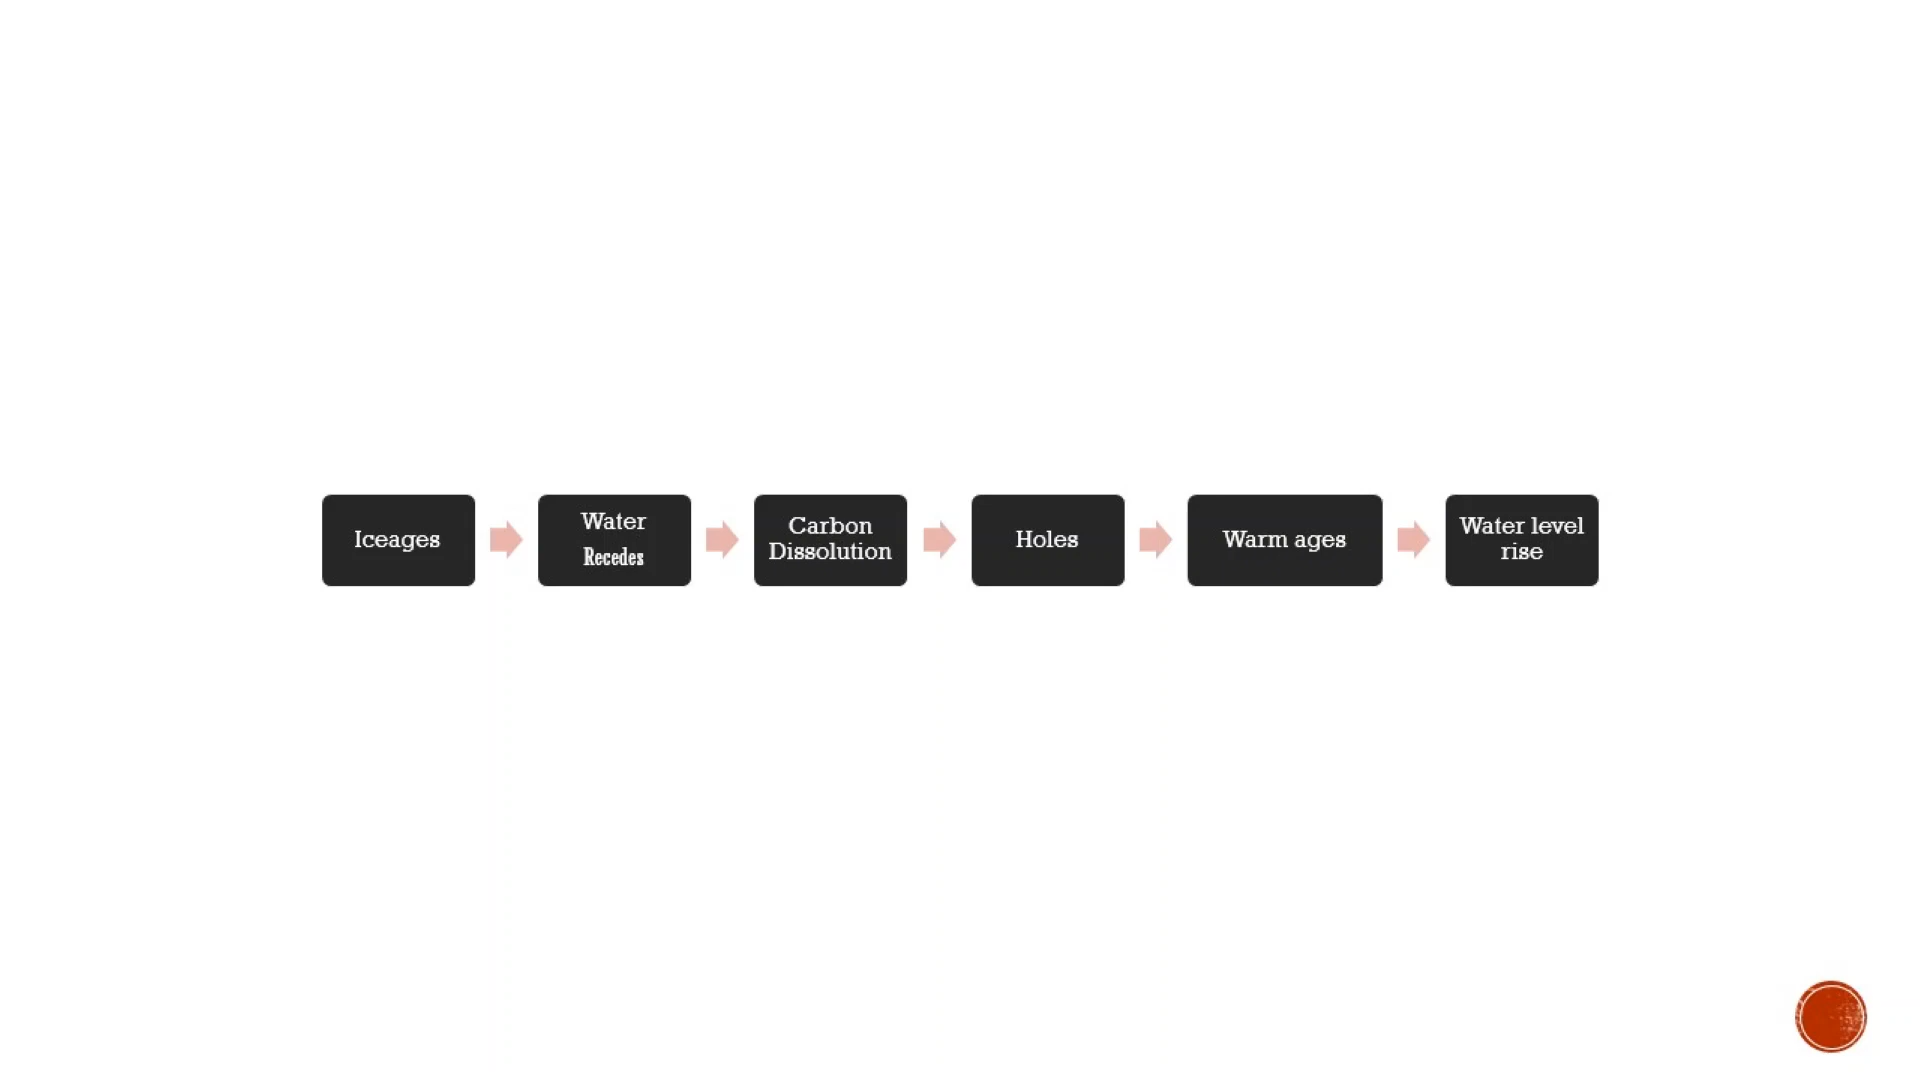 Iceages
Water
Recedes
Carbon
Dissolution
Holes
Warm ages
Water level
rise